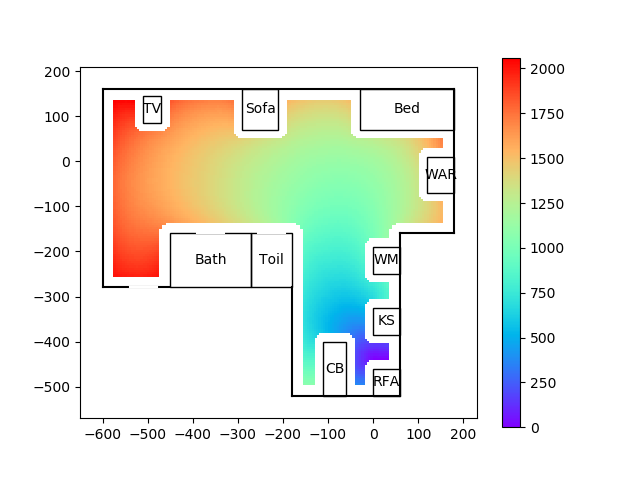 200
100
0
−100
−200
−300
−400
−500
−600 −500 −400 −300 −200 −100 0 100 200
TV
Sofa
Bed
WAR
Bath
Toil
WM
KS
CB
RFA
2000
1750
1500
1250
1000
750
500
250
0